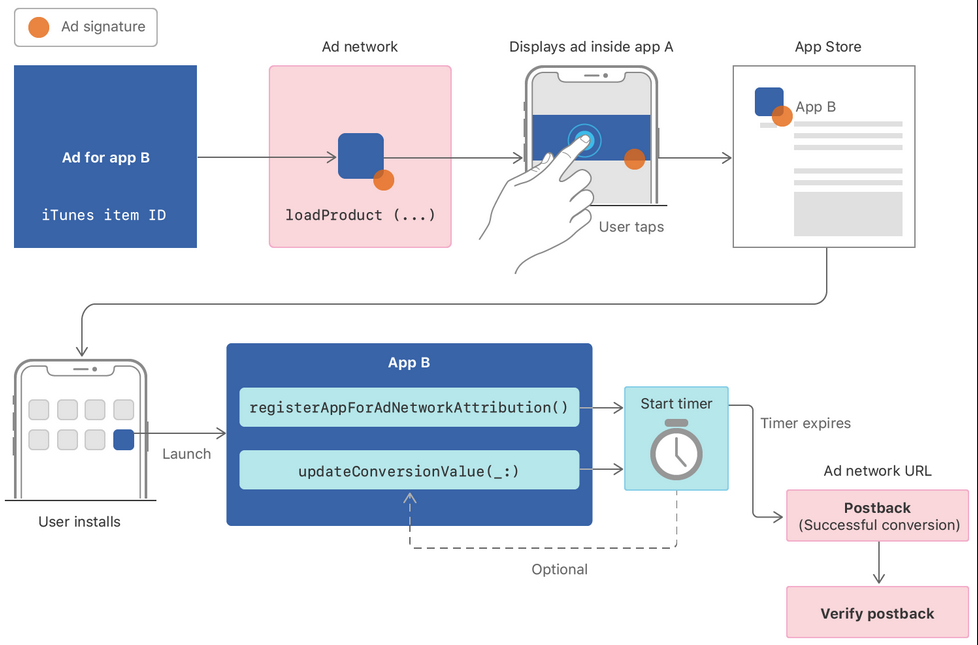 Ad signature
Ad network
Displays ad inside app A
App Store
Ad for app B
iTunes item ID
loadProduct (...)
User taps
App B
User installs
Launch
App B
registerAppForAdNetworkAttribution()
updateConversionValue(_:)
Optional
Start timer
Timer expires
Ad network URL
Postback
(Successful conversion)
Verify postback